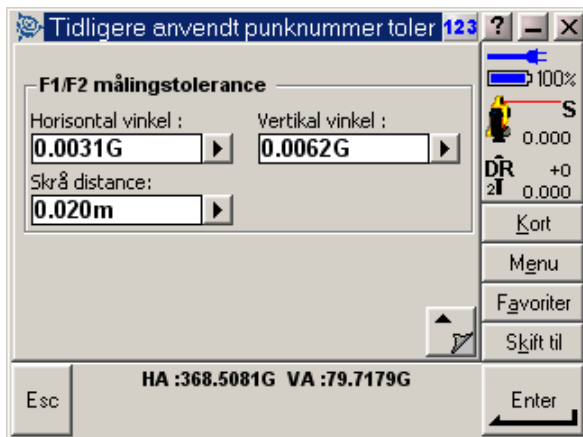 Tidligere anvendt punknummer toler 123 ?
F1/F2 målingstolerance
Horisontal vinkel :
Vertikal vinkel :
0.0031G
0.0062G
Skrå distance:
0.020m
100%
S
0.000
DR +0
2 0.000
Kort
Menu
Favoriter
Skift til
Esc
HA :368.5081G VA :79.7179G
Enter